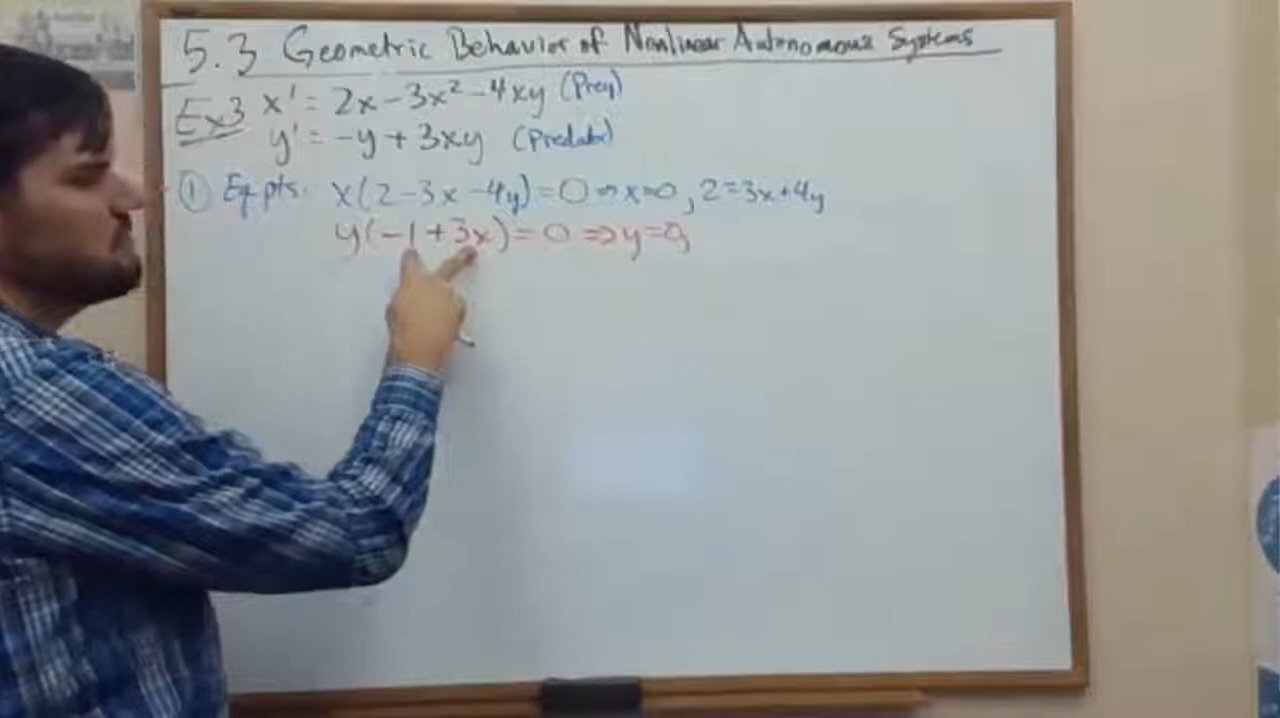 5.3 Geometric Behavior of Nonlinear Autonomous Systems
Ex3 x' = 2x - 3x² - 4xy (Prey)
y' = -y + 3xy (Predator)
① Eq pts: x(2 - 3x - 4y) = 0 ⇒ x=0, 2=3x+4y
y(-1 + 3x) = 0 ⇒ y=0,